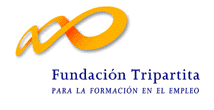 Fundación Tripartita
PARA LA FORMACIÓN EN EL EMPLEO